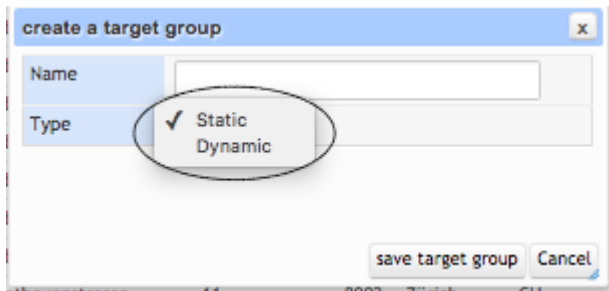 create a target group x
Name
Type
✓ Static
Dynamic
save target group Cancel